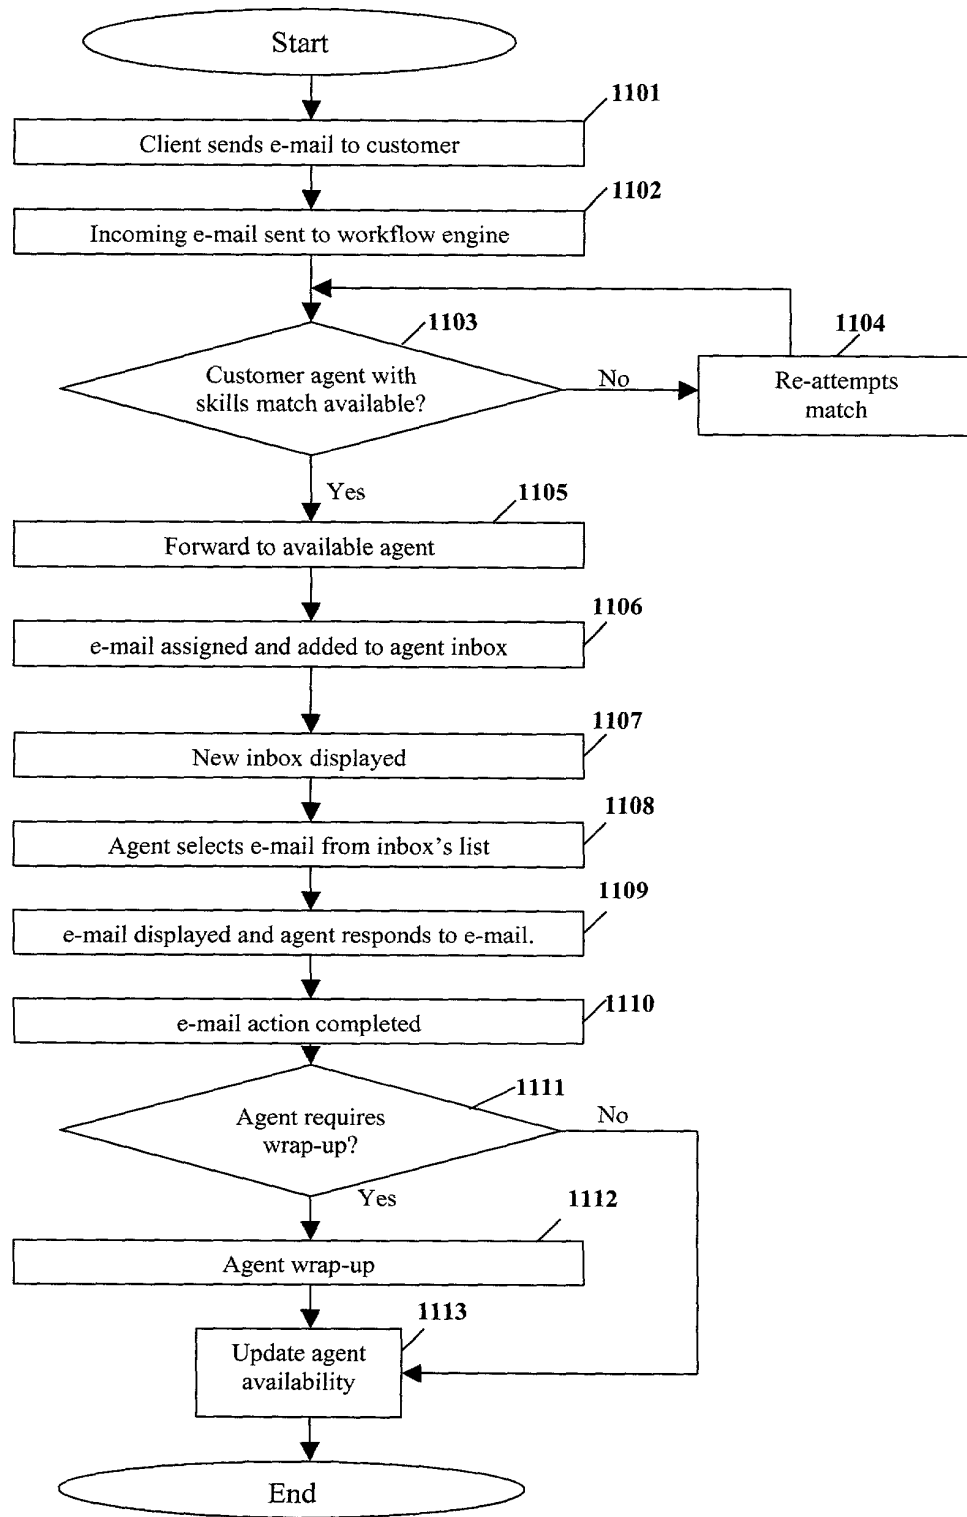 Start
1101
Client sends e-mail to customer
1102
Incoming e-mail sent to workflow engine
1103
Customer agent with
skills match available?
No
1104
Re-attempts
match
Yes
1105
Forward to available agent
1106
e-mail assigned and added to agent inbox
1107
New inbox displayed
1108
Agent selects e-mail from inbox’s list
1109
e-mail displayed and agent responds to e-mail.
1110
e-mail action completed
1111
Agent requires
wrap-up?
No
Yes
1112
Agent wrap-up
1113
Update agent
availability
End